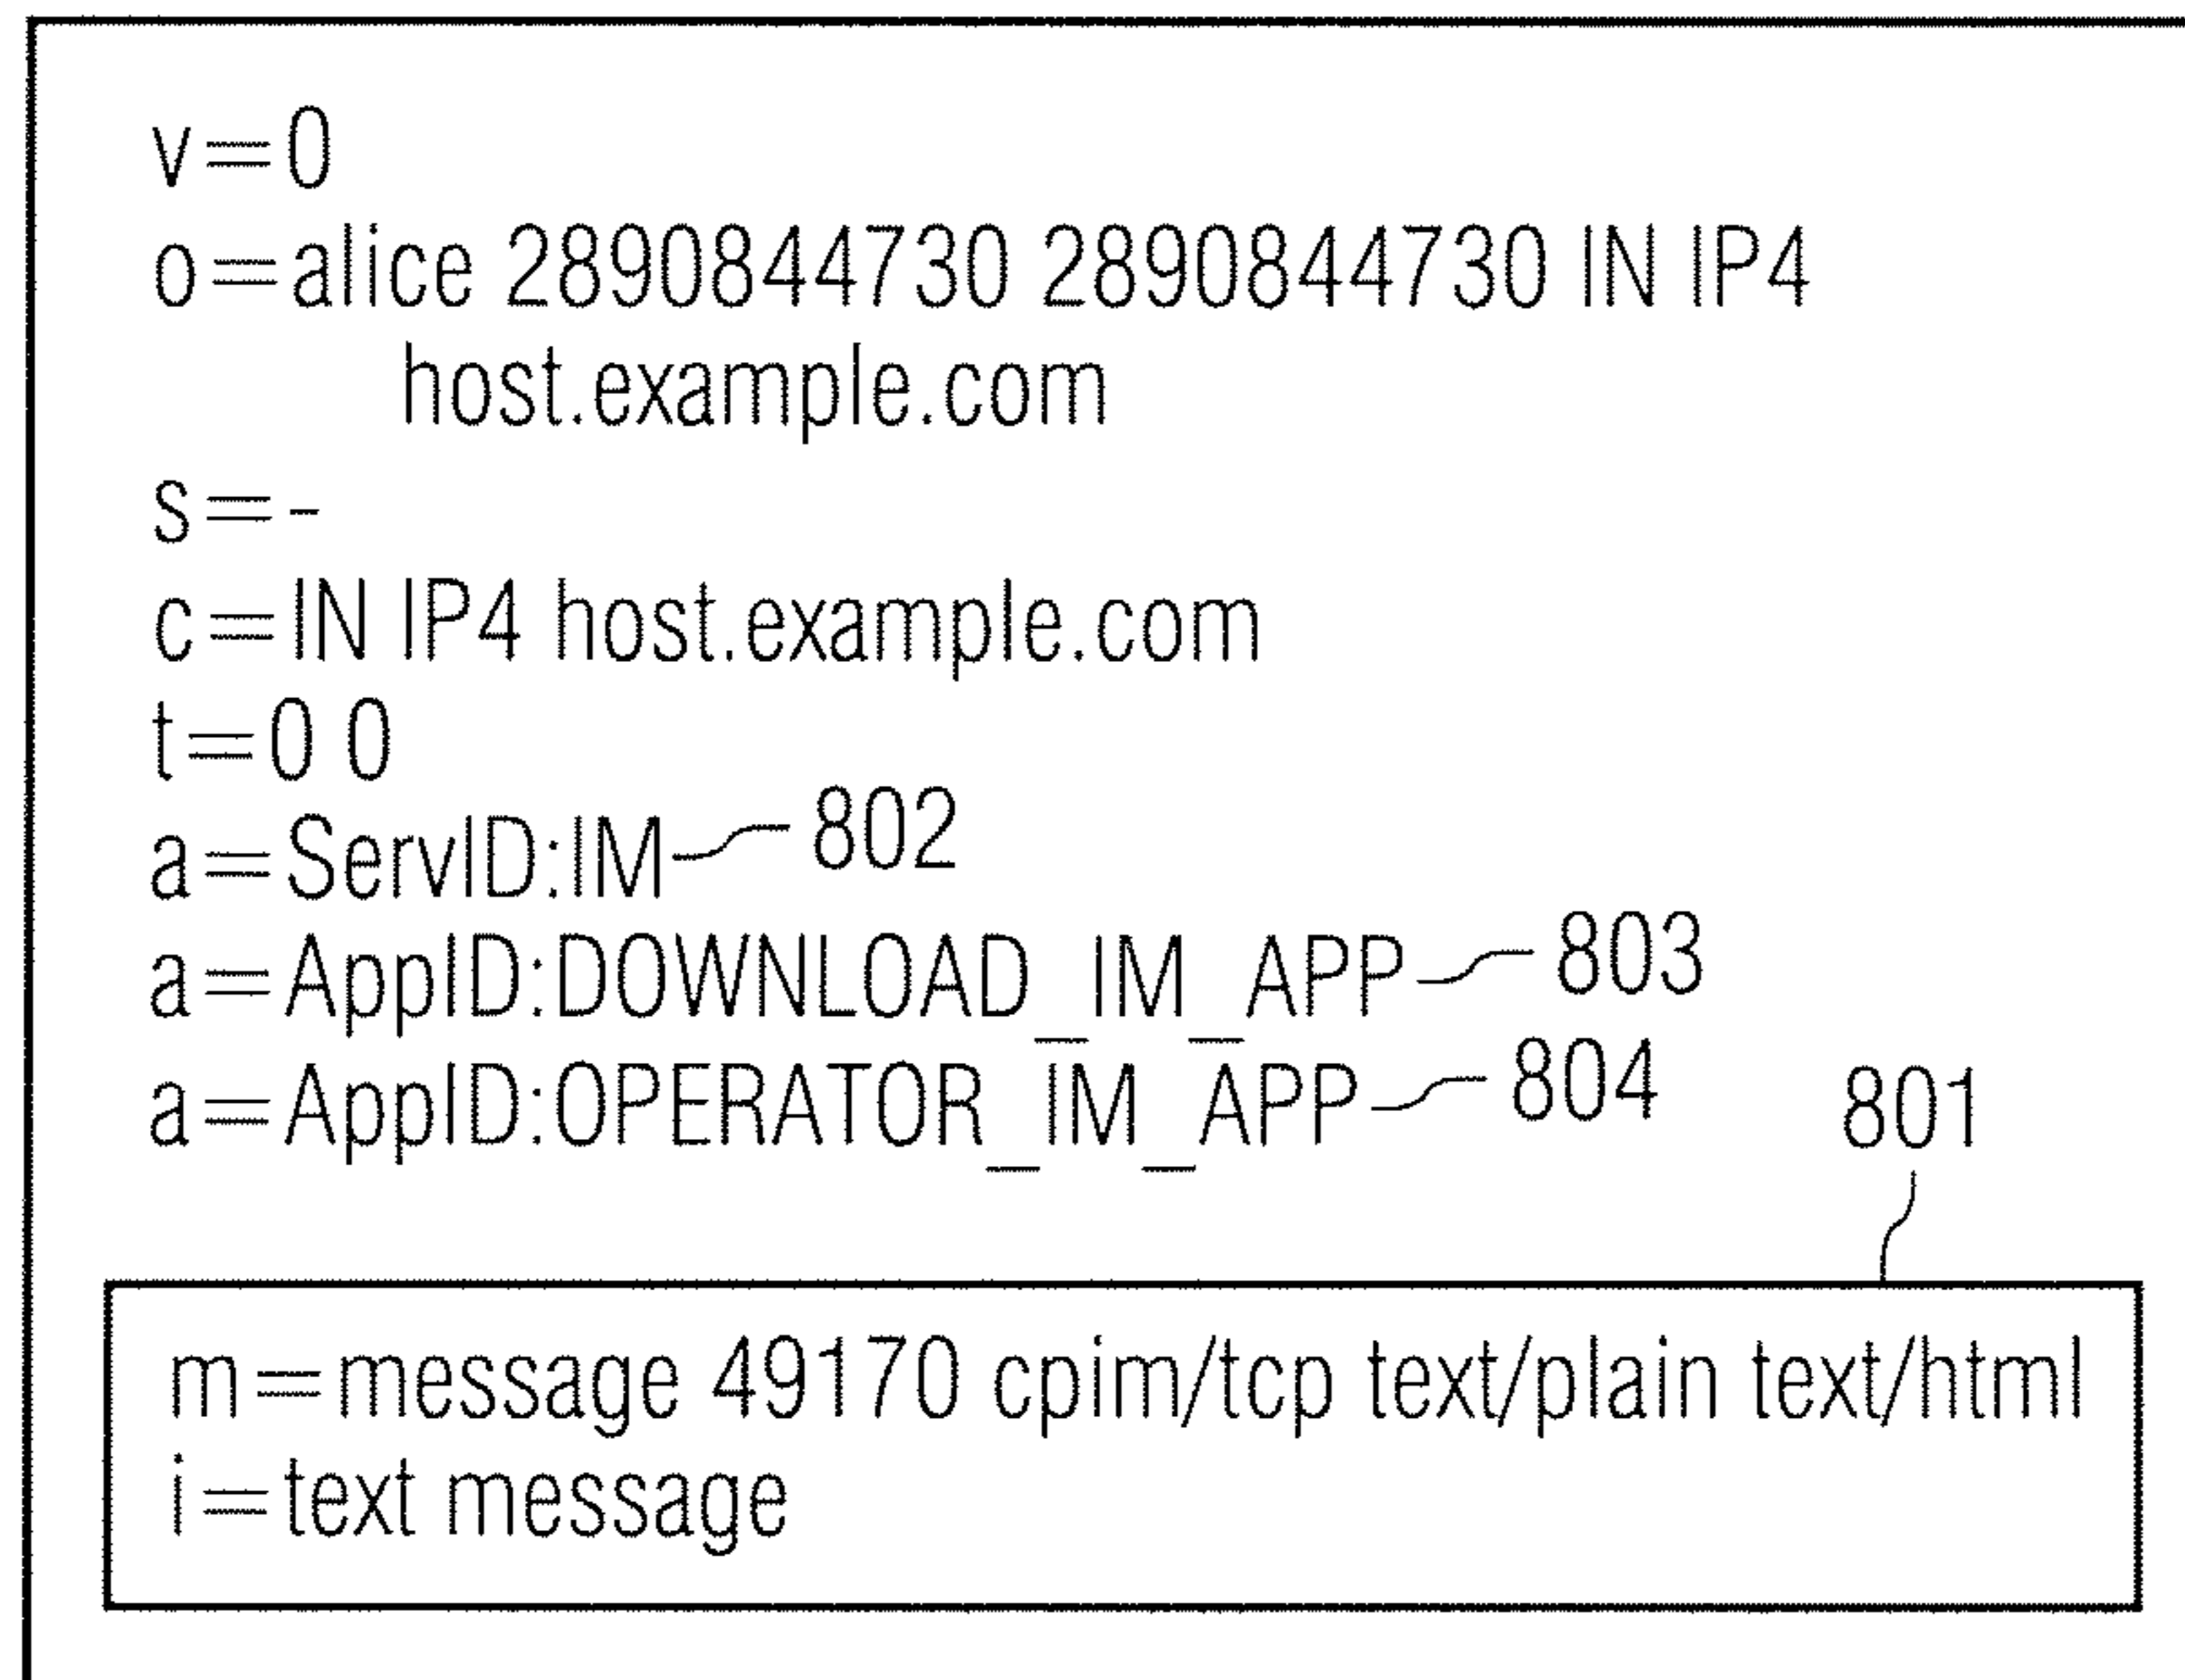 v=0
o=alice 2890844730 2890844730 IN IP4
host.example.com
s=-
c=IN IP4 host.example.com
t=0 0
a=ServID:IM 802
a=AppID:DOWNLOAD_IM_APP 803
a=AppID:OPERATOR_IM_APP 804
801
m=message 49170 cpim/tcp text/plain text/html
i=text message